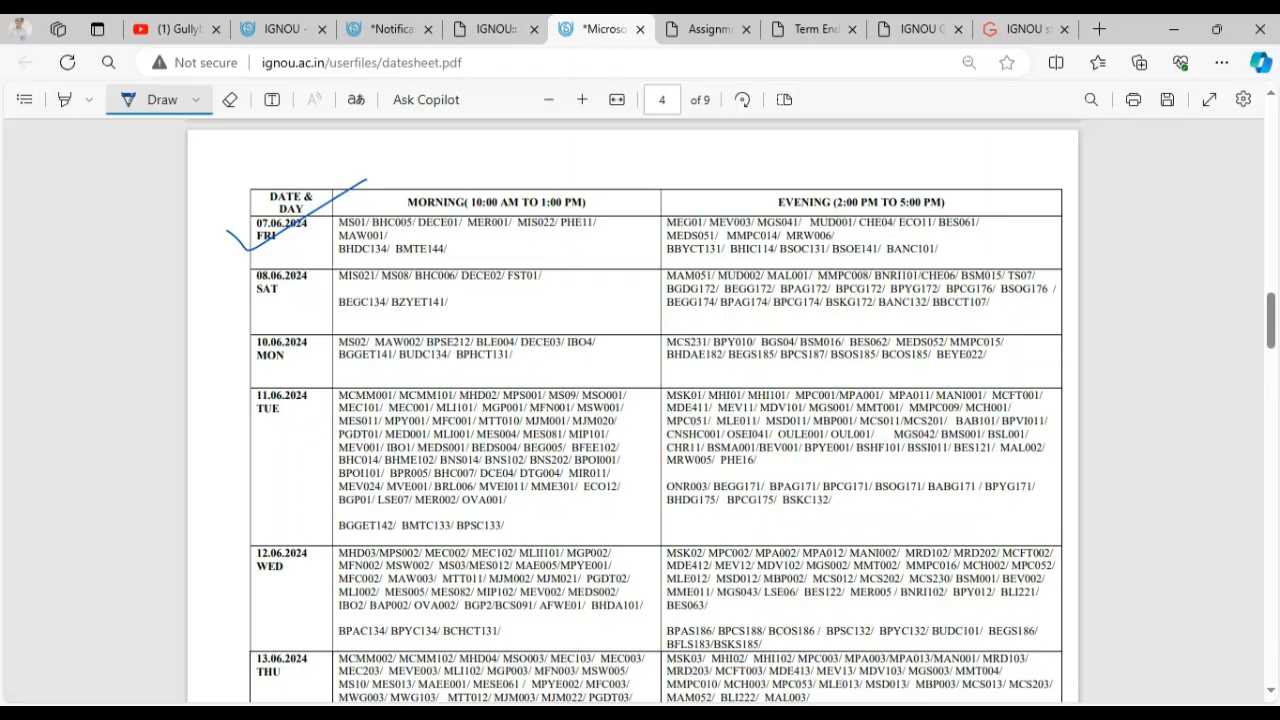 (1) Gullyb
IGNOU -
*Notifica
IGNOU::
*Microso
Assignm
Term End
IGNOU G
IGNOU s
Not secure
ignou.ac.in/userfiles/datesheet.pdf
Draw
Ask Copilot
4 of 9
DATE & DAY
MORNING( 10:00 AM TO 1:00 PM)
EVENING (2:00 PM TO 5:00 PM)
07.06.2024
FRI
MS01/ BHC005/ DECE01/ MER001/ MIS022/ PHE11/
MAW001/
BHDC134/ BMTE144/
MEG01/ MEV003/ MGS041/ MUD001/ CHE04/ ECO11/ BES061/
MEDS051/ MMPC014/ MRW006/
BBYCT131/ BHIC114/ BSOC131/ BSOE141/ BANC101/
08.06.2024
SAT
MIS021/ MS08/ BHC006/ DECE02/ FST01/
BEGC134/ BZYET141/
MAM051/ MUD002/ MAL001/ MMPC008/ BNRI101/CHE06/ BSM015/ TS07/
BGDG172/ BEGG172/ BPAG172/ BPCG172/ BPYG172/ BPCG176/ BSOG176 /
BEGG174/ BPAG174/ BPCG174/ BSKG172/ BANC132/ BBCCT107/
10.06.2024
MON
MS02/ MAW002/ BPSE212/ BLE004/ DECE03/ IBO4/
BGGET141/ BUDC134/ BPHCT131/
MCS231/ BPY010/ BGS04/ BSM016/ BES062/ MEDS052/ MMPC015/
BHDAE182/ BEGS185/ BPCS187/ BSOS185/ BCOS185/ BEYE022/
11.06.2024
TUE
MCMM001/ MCMM101/ MHD02/ MPS001/ MS09/ MSO001/
MEC101/ MEC001/ MLI101/ MGP001/ MFN001/ MSW001/
MES011/ MPY001/ MFC001/ MTT010/ MJM001/ MJM020/
PGDT01/ MED001/ MLI001/ MES004/ MES081/ MIP101/
MEV001/ IBO1/ MEDS001/ BEDS004/ BEG005/ BFEE102/
BHC014/ BHME102/ BNS014/ BNS102/ BNS202/ BPOI001/
BPOI101/ BPR005/ BHC007/ DCE04/ DTG004/ MIR011/
MEV024/ MVE001/ BRL006/ MVEI011/ MME301/ ECO12/
BGP01/ LSE07/ MER002/ OVA001/
BGGET142/ BMTC133/ BPSC133/
MSK01/ MHI01/ MHI101/ MPC001/MPA001/ MPA011/ MANI001/ MCFT001/
MDE411/ MEV11/ MDV101/ MGS001/ MMT001/ MMPC009/ MCH001/
MPC051/ MLE011/ MSD011/ MBP001/ MCS011/MCS201/ BAB101/ BPVI011/
CNSHC001/ OSEI041/ OULE001/ OUL001/ MGS042/ BMS001/ BSL001/
CHR11/ BSMA001/BEV001/ BPYE001/ BSHF101/ BSSI011/ BES121/ MAL002/
MRW005/ PHE16/
ONR003/ BEGG171/ BPAG171/ BPCG171/ BSOG171/ BABG171 / BPYG171/
BHDG175/ BPCG175/ BSKC132/
12.06.2024
WED
MHD03/MPS002/ MEC002/ MEC102/ MLII101/ MGP002/
MFN002/ MSW002/ MS03/MES012/ MAE005/MPYE001/
MFC002/ MAW003/ MTT011/ MJM002/ MJM021/ PGDT02/
MLI002/ MES005/ MES082/ MIP102/ MEV002/ MEDS002/
IBO2/ BAP002/ OVA002/ BGP2/BCS091/ AFWE01/ BHDA101/
BPAC134/ BPYC134/ BCHCT131/
MSK02/ MPC002/ MPA002/ MPA012/ MANI002/ MRD102/ MRD202/ MCFT002/
MDE412/ MEV12/ MDV102/ MGS002/ MMT002/ MMPC016/ MCH002/ MPC052/
MLE012/ MSD012/ MBP002/ MCS012/ MCS202/ MCS230/ BSM001/ BEV002/
MME011/ MGS043/ LSE06/ BES122/ MER005 / BNRI102/ BPY012/ BLI221/
BES063/
BPAS186/ BPCS188/ BCOS186 / BPSC132/ BPYC132/ BUDC101/ BEGS186/
BFLS183/BSKS185/
13.06.2024
THU
MCMM002/ MCMM102/ MHD04/ MSO003/ MEC103/ MEC003/
MEC203/ MEVE003/ MLI102/ MGP003/ MFN003/ MSW005/
MS10/ MES013/ MAEE001/ MESE061 / MPYE002/ MFC003/
MWG003/ MWG103/ MTT012/ MJM003/ MJM022/ PGDT03/
MSK03/ MHI02/ MHI102/ MPC003/ MPA003/MPA013/MAN001/ MRD103/
MRD203/ MCFT003/ MDE413/ MEV13/ MDV103/ MGS003/ MMT004/
MMPC010/ MCH003/ MPC053/ MLE013/ MSD013/ MBP003/ MCS013/ MCS203/
MAM052/ BLI222/ MAL003/